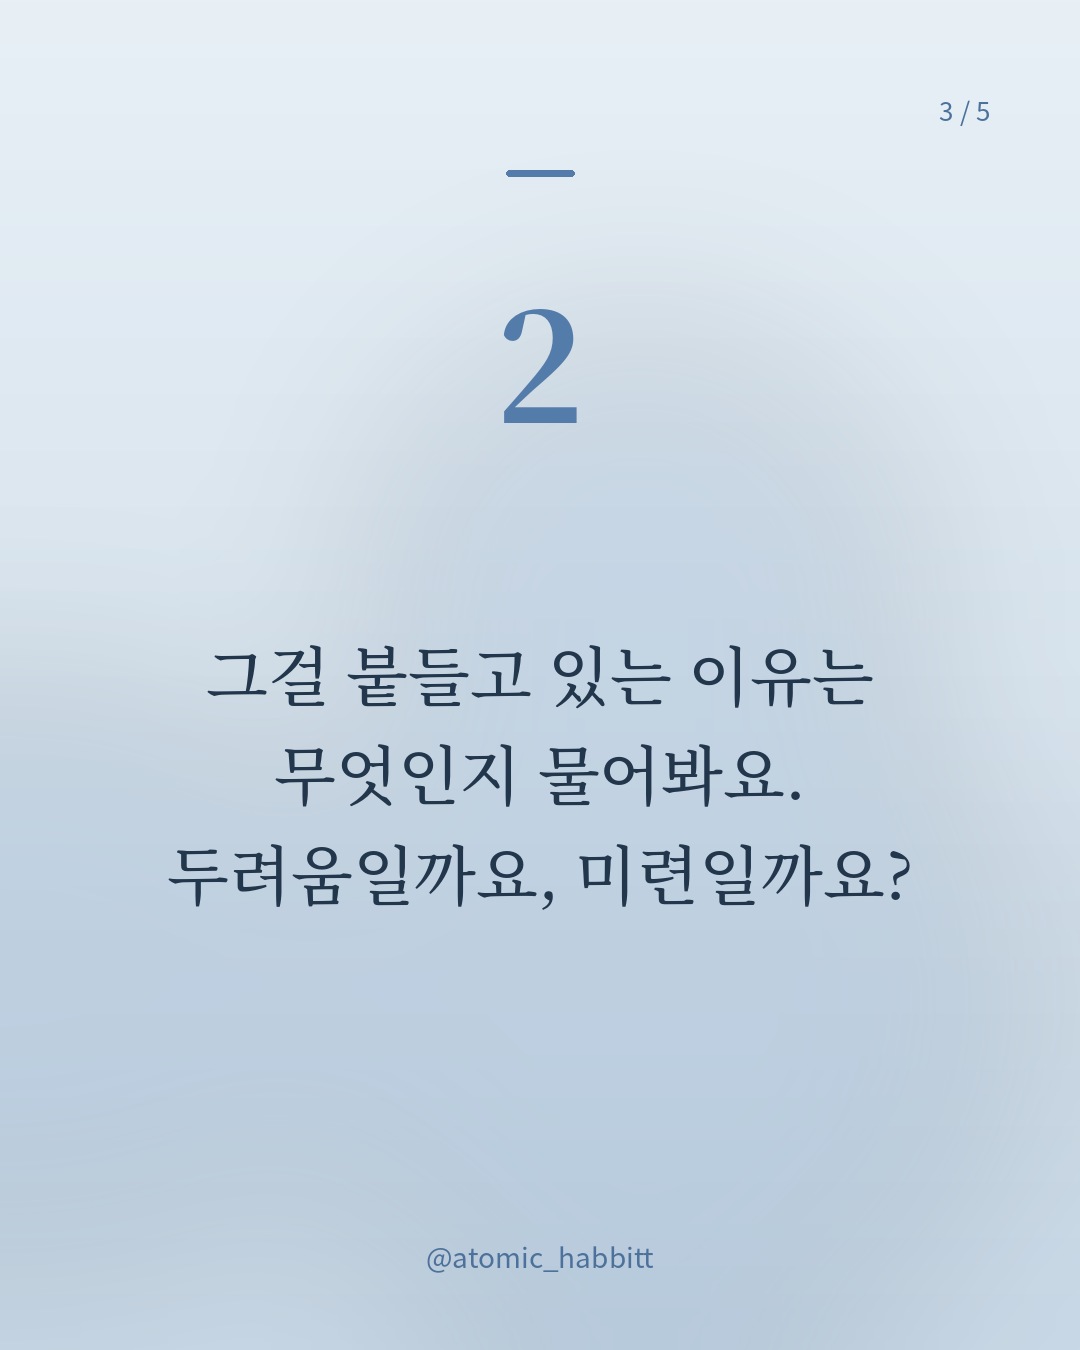 3 / 5
2
그걸 붙들고 있는 이유는
무엇인지 물어봐요.
두려움일까요, 미련일까요?
@atomic_habbitt